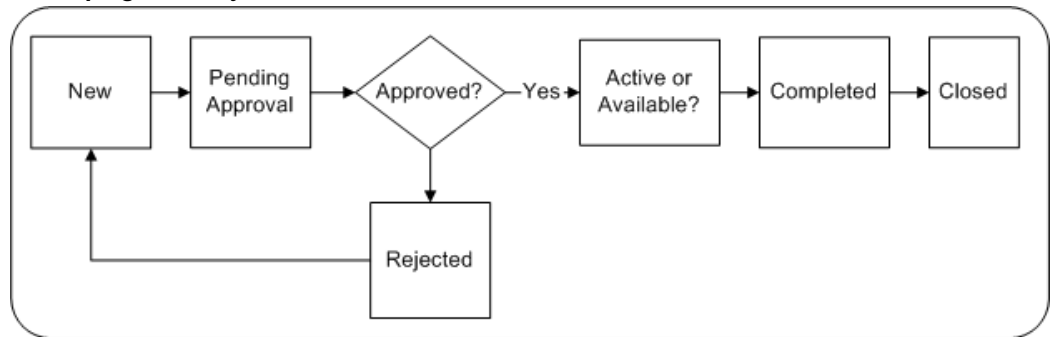 New
Pending
Approval
Approved?
Yes
Active or
Available?
Completed
Closed
Rejected